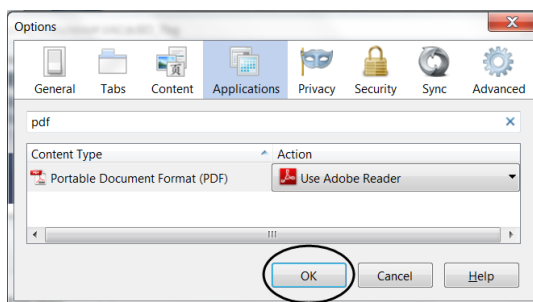 Options
General Tabs Content Applications Privacy Security Sync Advanced
pdf
Content Type Action
Portable Document Format (PDF) Use Adobe Reader
OK Cancel Help